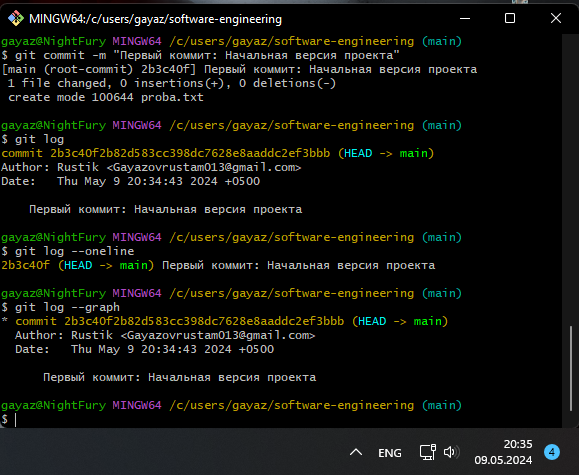 MINGW64:/c/users/gayaz/software-engineering
gayaz@NightFury MINGW64 /c/users/gayaz/software-engineering (main)
$ git commit -m "Первый коммит: Начальная версия проекта"
[main (root-commit) 2b3c40f] Первый коммит: Начальная версия проекта
 1 file changed, 0 insertions(+), 0 deletions(-)
 create mode 100644 proba.txt
gayaz@NightFury MINGW64 /c/users/gayaz/software-engineering (main)
$ git log
commit 2b3c40f2b82d583cc398dc7628e8aaddc2ef3bbb (HEAD -> main)
Author: Rustik <Gayazovrustam013@gmail.com>
Date:   Thu May 9 20:34:43 2024 +0500
    Первый коммит: Начальная версия проекта
gayaz@NightFury MINGW64 /c/users/gayaz/software-engineering (main)
$ git log --oneline
2b3c40f (HEAD -> main) Первый коммит: Начальная версия проекта
gayaz@NightFury MINGW64 /c/users/gayaz/software-engineering (main)
$ git log --graph
* commit 2b3c40f2b82d583cc398dc7628e8aaddc2ef3bbb (HEAD -> main)
  Author: Rustik <Gayazovrustam013@gmail.com>
  Date:   Thu May 9 20:34:43 2024 +0500
      Первый коммит: Начальная версия проекта
gayaz@NightFury MINGW64 /c/users/gayaz/software-engineering (main)
$
ENG
20:35
09.05.2024
4